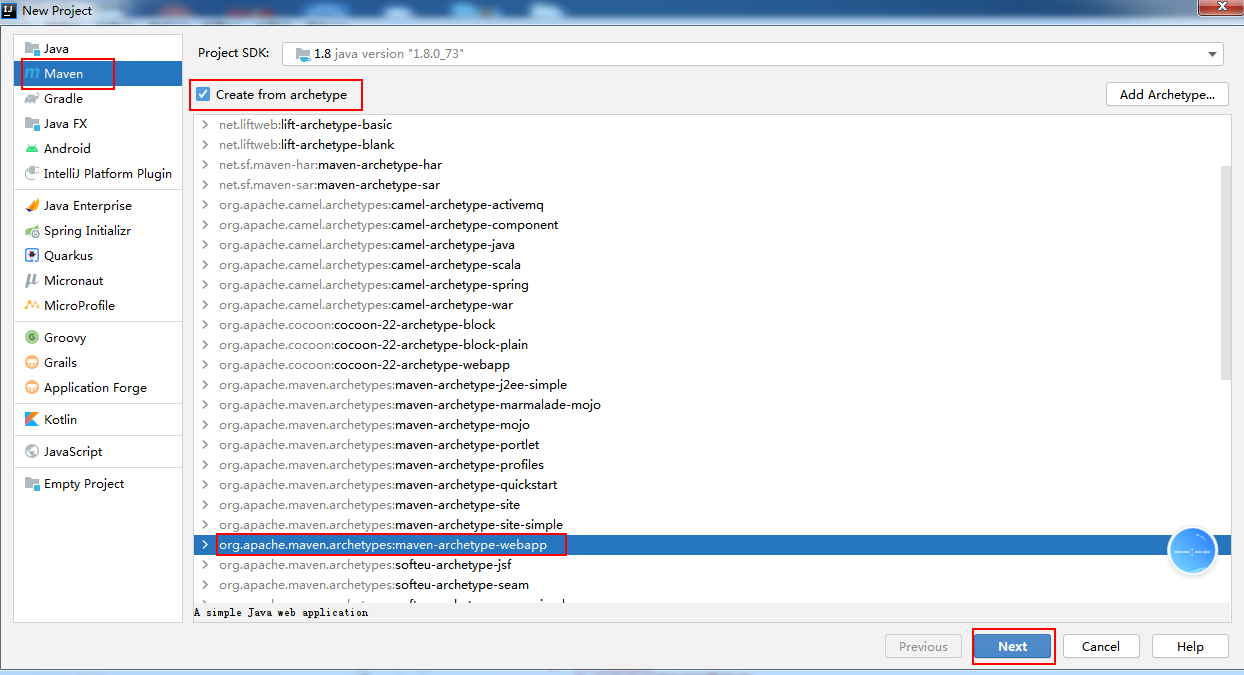 New Project
Java
Maven
Gradle
Java FX
Android
IntelliJ Platform Plugin
Java Enterprise
Spring Initializr
Quarkus
Micronaut
MicroProfile
Groovy
Grails
Application Forge
Kotlin
JavaScript
Empty Project
Project SDK: 1.8 java version "1.8.0_73"
Create from archetype
Add Archetype...
net.liftweb:lift-archetype-basic
net.liftweb:lift-archetype-blank
net.sf.maven-har:maven-archetype-har
net.sf.maven-sar:maven-archetype-sar
org.apache.camel.archetypes:camel-archetype-activemq
org.apache.camel.archetypes:camel-archetype-component
org.apache.camel.archetypes:camel-archetype-java
org.apache.camel.archetypes:camel-archetype-scala
org.apache.camel.archetypes:camel-archetype-spring
org.apache.camel.archetypes:camel-archetype-war
org.apache.cocoon:cocoon-22-archetype-block
org.apache.cocoon:cocoon-22-archetype-block-plain
org.apache.cocoon:cocoon-22-archetype-webapp
org.apache.maven.archetypes:maven-archetype-j2ee-simple
org.apache.maven.archetypes:maven-archetype-marmalade-mojo
org.apache.maven.archetypes:maven-archetype-mojo
org.apache.maven.archetypes:maven-archetype-portlet
org.apache.maven.archetypes:maven-archetype-profiles
org.apache.maven.archetypes:maven-archetype-quickstart
org.apache.maven.archetypes:maven-archetype-site
org.apache.maven.archetypes:maven-archetype-site-simple
org.apache.maven.archetypes:maven-archetype-webapp
org.apache.maven.archetypes:softeu-archetype-jsf
org.apache.maven.archetypes:softeu-archetype-seam
A simple Java web application
--:--
Previous
Next
Cancel
Help